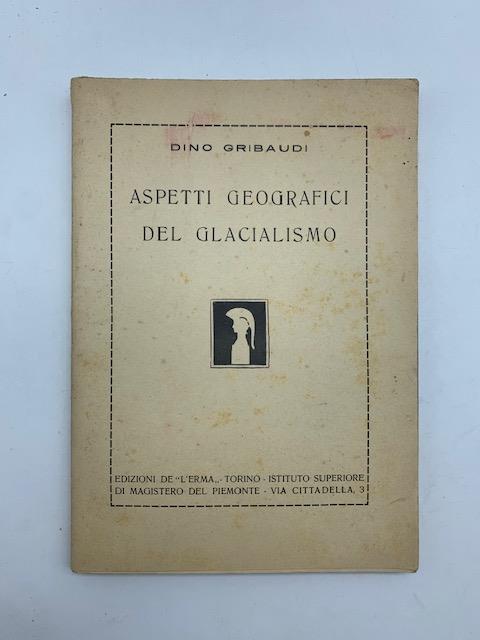 DINO GRIBAUDI
ASPETTI GEOGRAFICI
DEL GLACIALISMO
EDIZIONI DE "L'ERMA„ - TORINO - ISTITUTO SUPERIORE
DI MAGISTERO DEL PIEMONTE - VIA CITTADELLA, 3